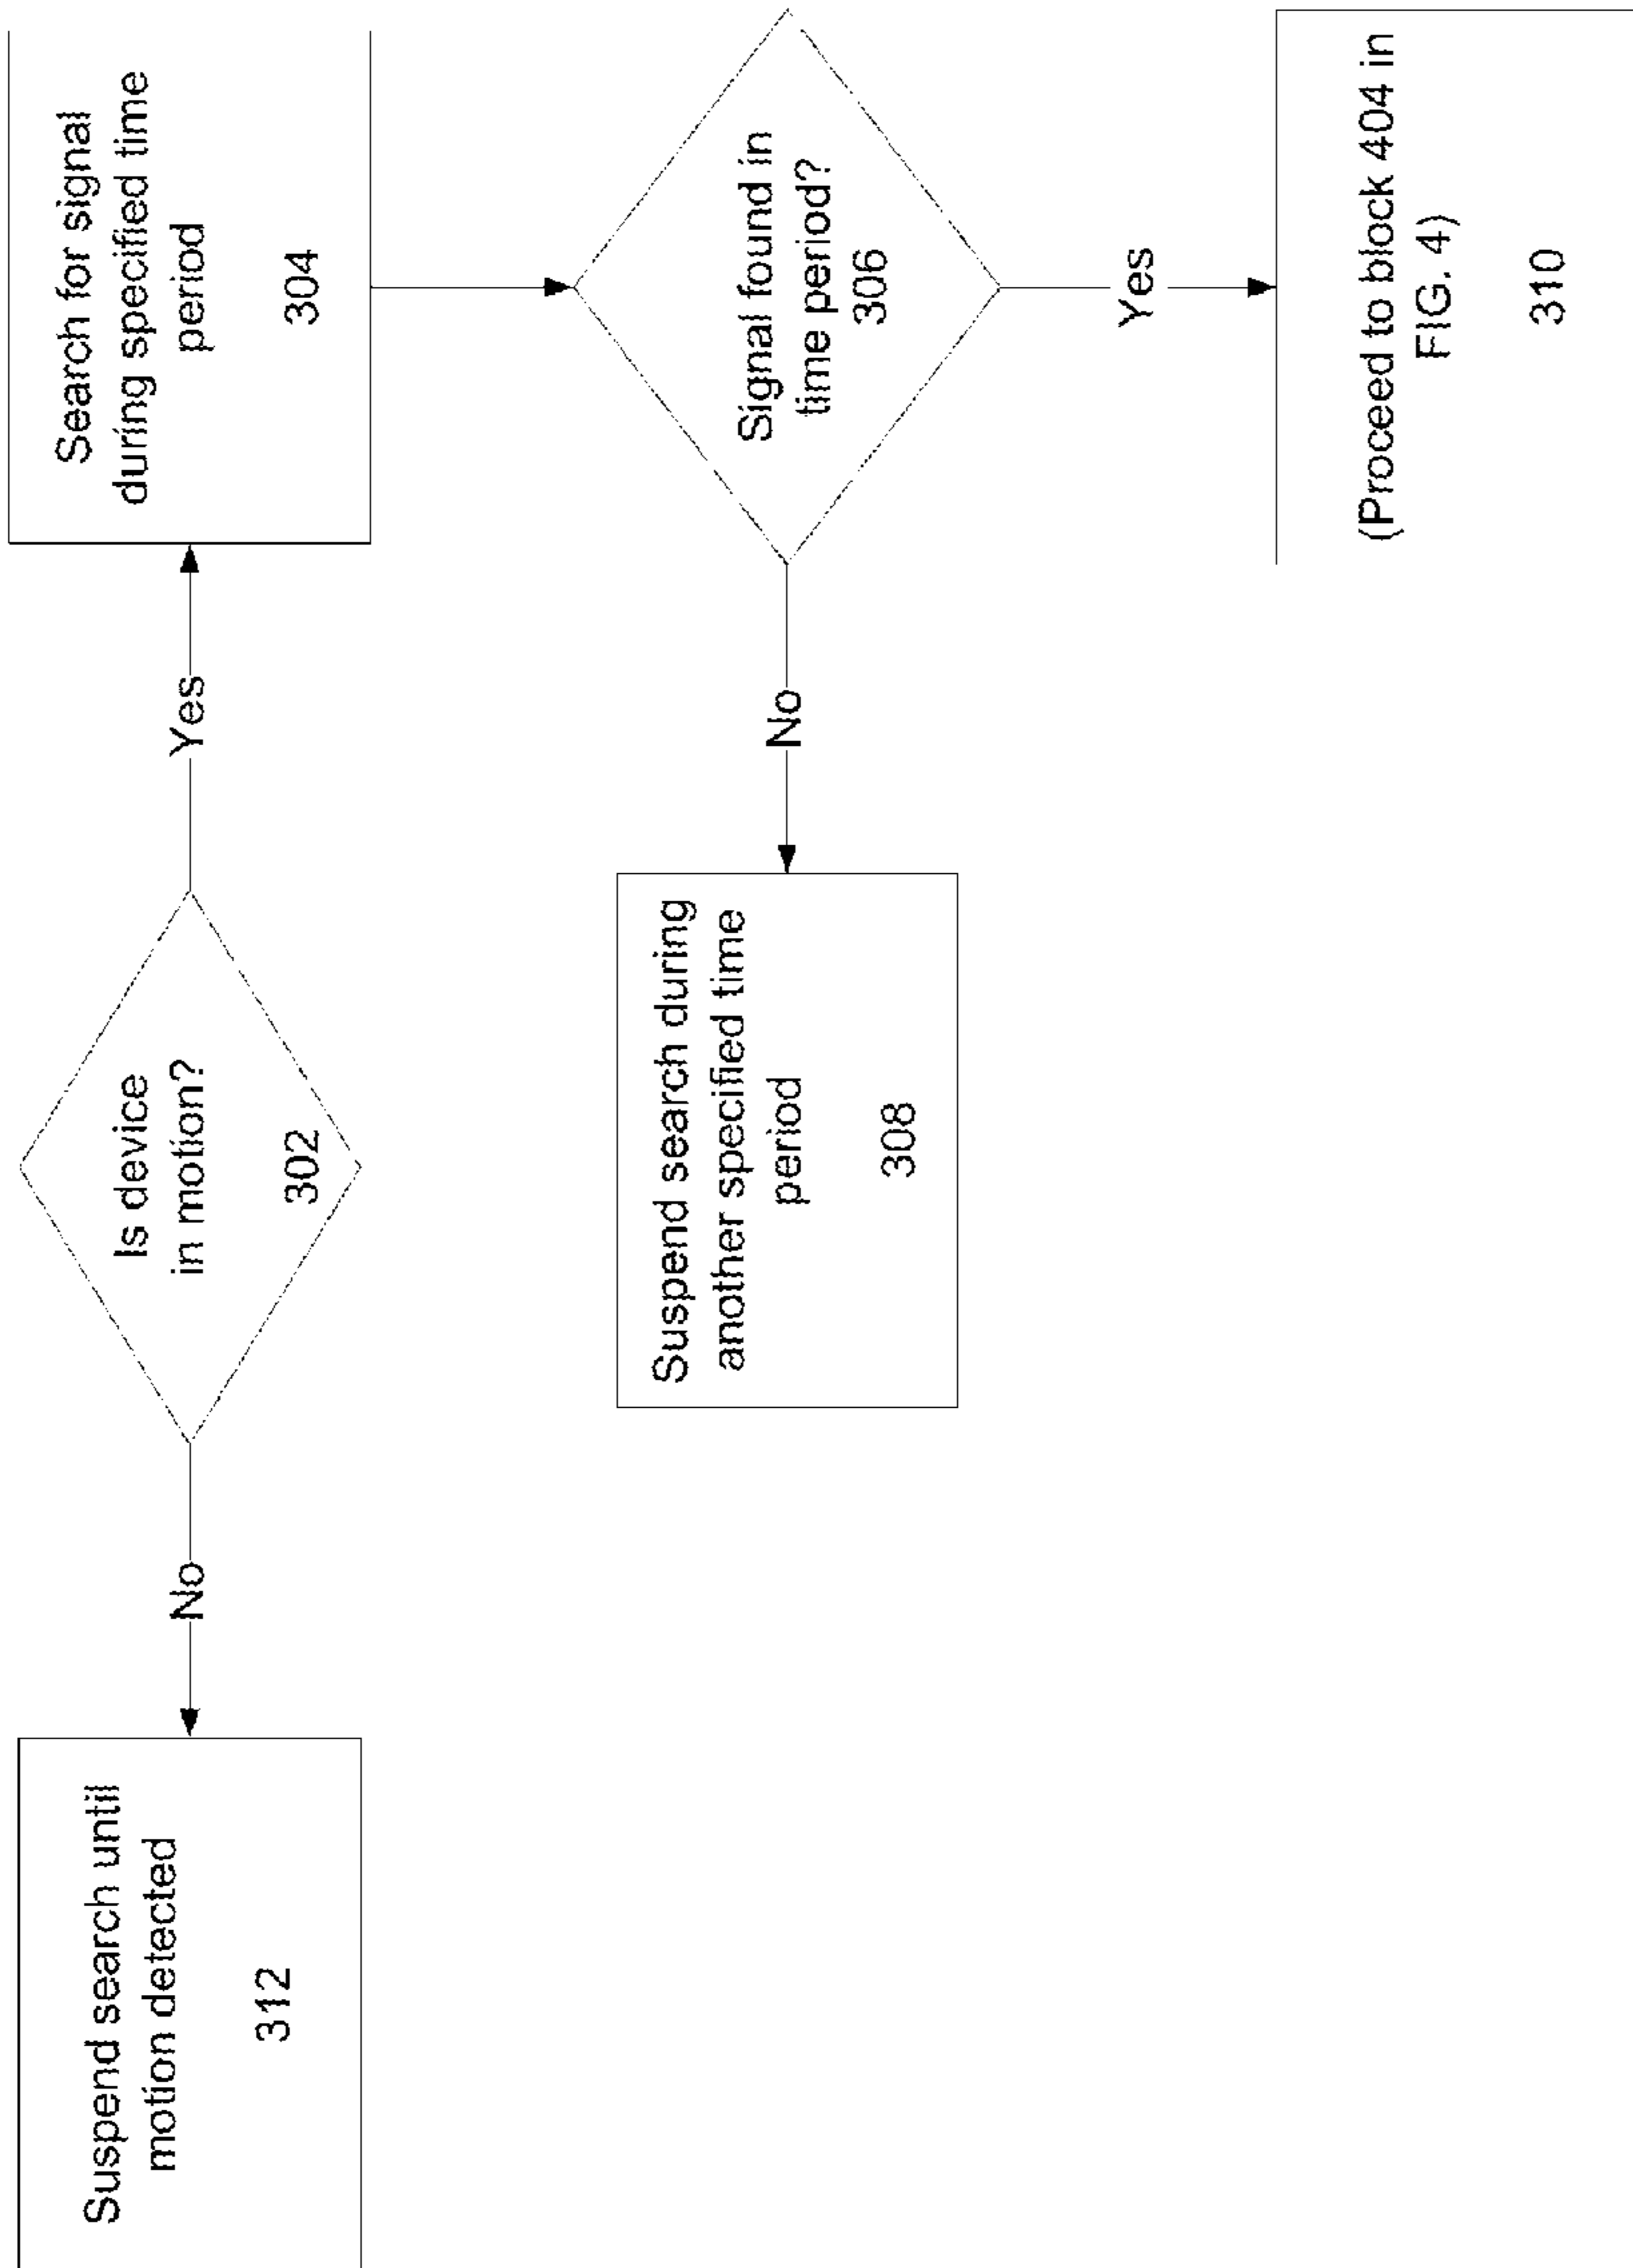 Suspend search until
motion detected
312
No
Is device
in motion?
302
Yes
Search for signal
during specified time
period
304
Suspend search during
another specified time
period
308
No
Signal found in
time period?
306
Yes
(Proceed to block 404 in
FIG. 4)
310